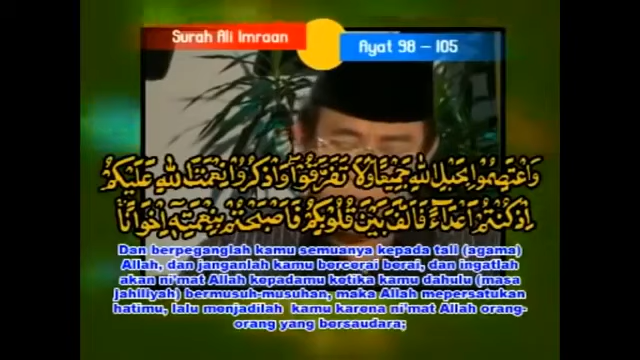 Surah Ali Imraan
Ayat 98 - 105
وَاعْتَصِمُوا بِحَبْلِ اللَّهِ جَمِيعًا وَلَا تَفَرَّقُوا وَاذْكُرُوا نِعْمَتَ اللَّهِ عَلَيْكُمْ
إِذْ كُنْتُمْ أَعْدَاءً فَأَلَّفَ بَيْنَ قُلُوبِكُمْ فَأَصْبَحْتُمْ بِنِعْمَتِهِ إِخْوَانًا
Dan berpeganglah kamu semuanya kepada tali (agama)
Allah, dan janganlah kamu bercerai berai, dan ingatlah
akan ni'mat Allah kepadamu ketika kamu dahulu (masa
jahiliyah) bermusuh-musuhan, maka Allah mepersatukan
hatimu, lalu menjadilah kamu karena ni'mat Allah orang-
orang yang bersaudara;